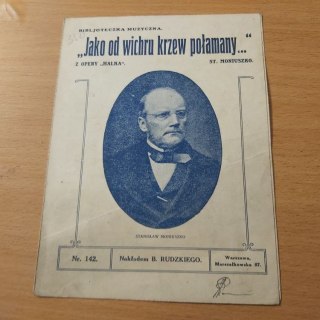 BIBLJOTECZKA MUZYCZNA.
„Jako od wichru krzew połamany..."
Z OPERY „HALKA". ST. MONIUSZKO.
STANISŁAW MONIUSZKO
Nr. 142. Nakładem B. RUDZKIEGO. Warszawa,
Marszałkowska 87.